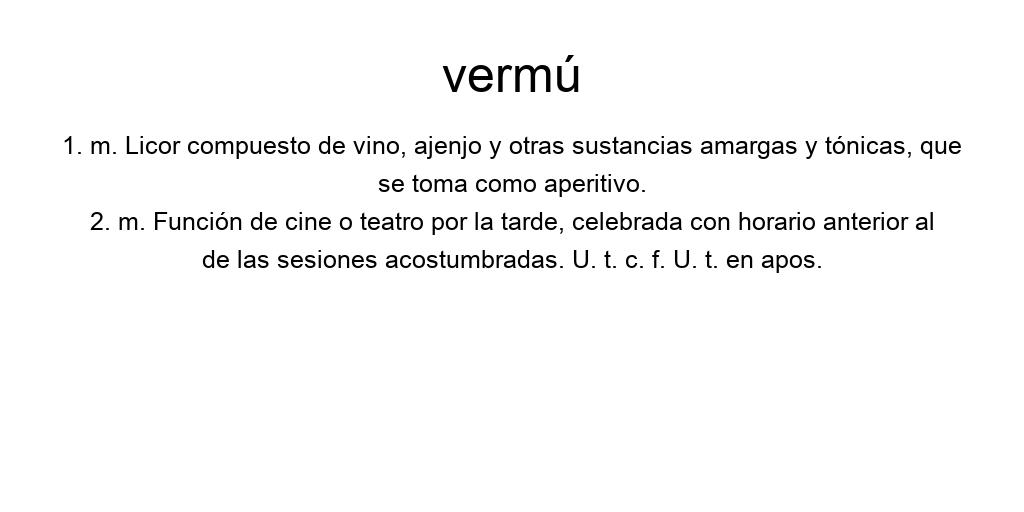 vermú
1. m. Licor compuesto de vino, ajenjo y otras sustancias amargas y tónicas, que
se toma como aperitivo.
2. m. Función de cine o teatro por la tarde, celebrada con horario anterior al
de las sesiones acostumbradas. U. t. c. f. U. t. en apos.